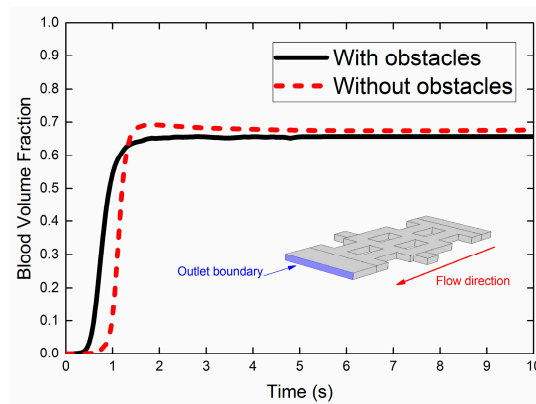 1.0
0.9
0.8
0.7
0.6
0.5
0.4
0.3
0.2
0.1
0.0
Blood Volume Fraction
With obstacles
Without obstacles
Outlet boundary
Flow direction
0 1 2 3 4 5 6 7 8 9 10
Time (s)